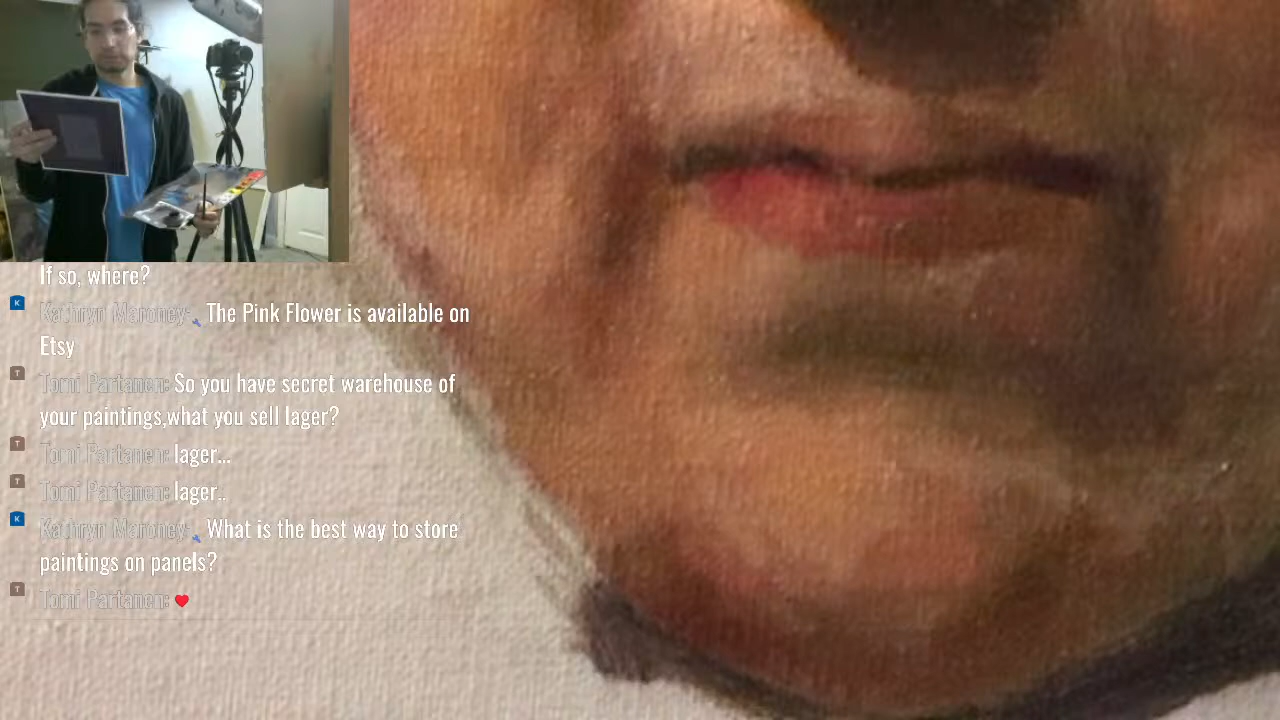 If so, where?
K Kathryn Maroney: The Pink Flower is available on
Etsy
T Tomi Partanen: So you have secret warehouse of
your paintings,what you sell lager?
T Tomi Partanen: lager...
T Tomi Partanen: lager..
K Kathryn Maroney: What is the best way to store
paintings on panels?
T Tomi Partanen: ❤